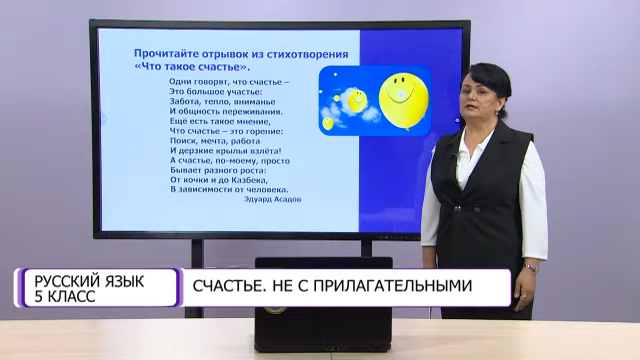 Прочитайте отрывок из стихотворения
«Что такое счастье».
Одни говорят, что счастье –
Это большое участье:
Забота, тепло, вниманье
И общность переживания.
Ещё есть такое мнение,
Что счастье – это горение:
Поиск, мечта, работа
И дерзкие крылья взлёта!
А счастье, по-моему, просто
Бывает разного роста:
От кочки и до Казбека,
В зависимости от человека.
Эдуард Асадов
РУССКИЙ ЯЗЫК
5 КЛАСС
СЧАСТЬЕ. НЕ С ПРИЛАГАТЕЛЬНЫМИ